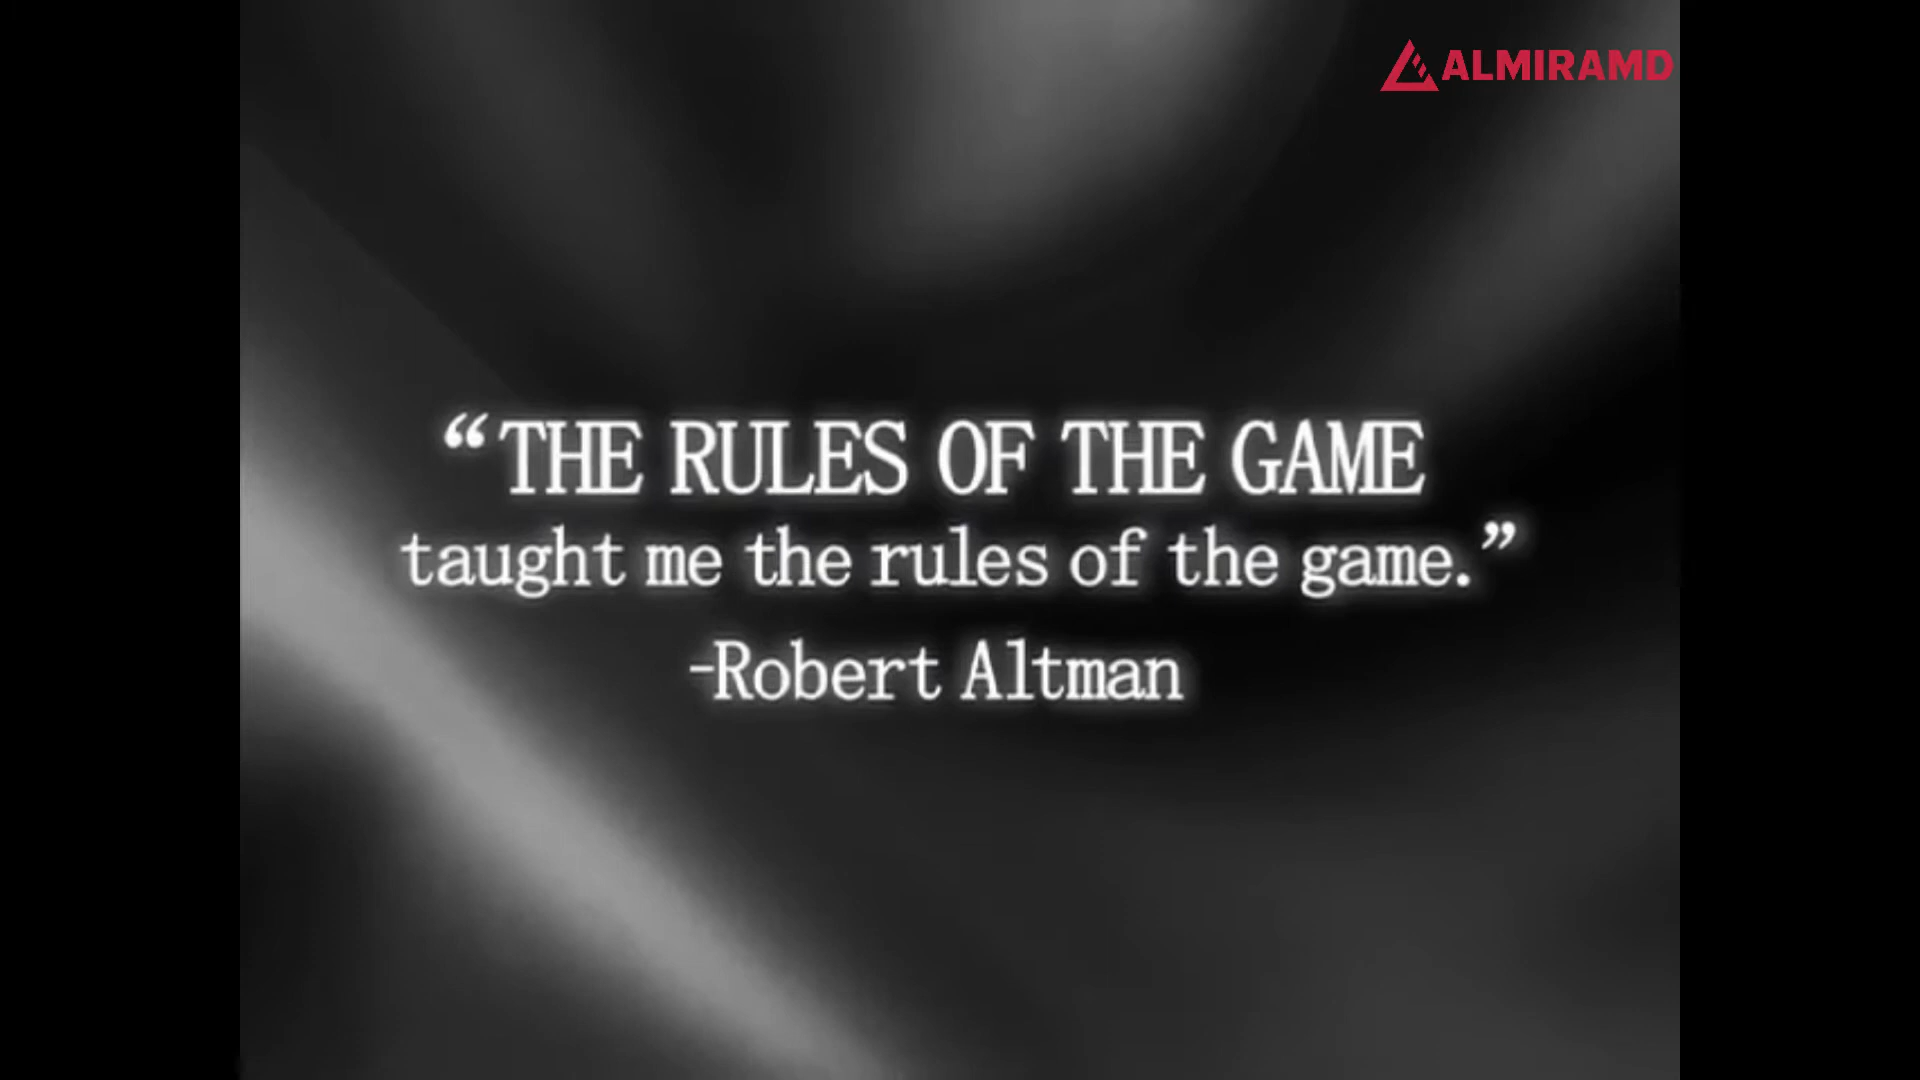 ALMIRAMD
“THE RULES OF THE GAME
taught me the rules of the game.”
-Robert Altman